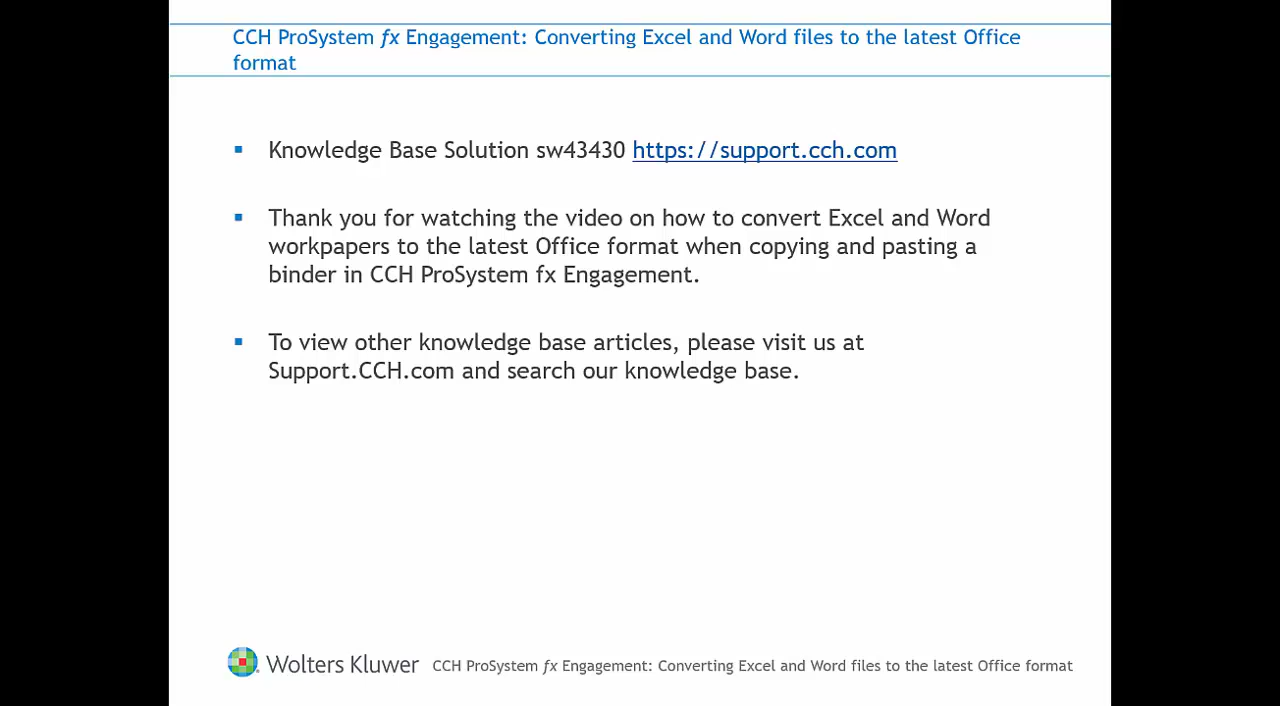 CCH ProSystem fx Engagement: Converting Excel and Word files to the latest Office
format
Knowledge Base Solution sw43430 https://support.cch.com
Thank you for watching the video on how to convert Excel and Word
workpapers to the latest Office format when copying and pasting a
binder in CCH ProSystem fx Engagement.
To view other knowledge base articles, please visit us at
Support.CCH.com and search our knowledge base.
Wolters Kluwer CCH ProSystem fx Engagement: Converting Excel and Word files to the latest Office format